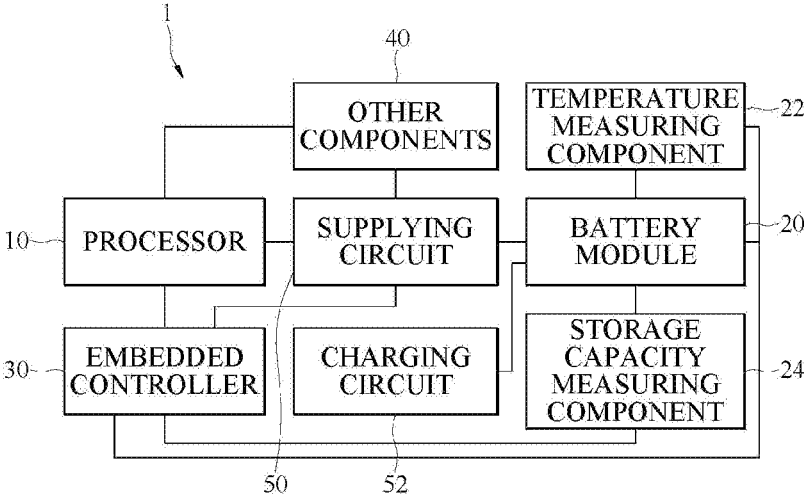 1
40
OTHER
COMPONENTS
TEMPERATURE
MEASURING
COMPONENT
22
10
PROCESSOR
SUPPLYING
CIRCUIT
BATTERY
MODULE
20
30
EMBEDDED
CONTROLLER
CHARGING
CIRCUIT
STORAGE
CAPACITY
MEASURING
COMPONENT
24
50
52